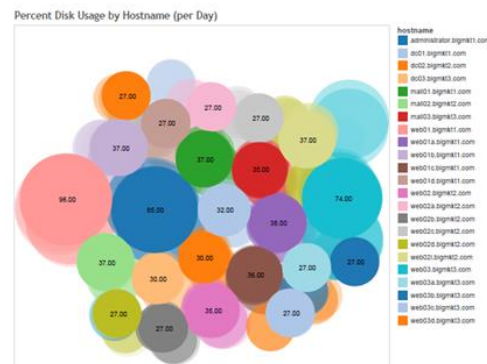 Percent Disk Usage by Hostname (per Day)
27.00
27.00
27.00
27.00
37.00
37.00
37.00
35.00
96.00
85.00
32.00
36.00
74.00
37.00
30.00
30.00
36.00
27.00
27.00
27.00
27.00
35.00
27.00
hostname
administrator.bigmkt1.co
dc01.bigmkt1.com
dc02.bigmkt2.com
dc03.bigmkt3.com
mail01.bigmkt1.com
mail02.bigmkt2.com
mail03.bigmkt3.com
web01.bigmkt1.com
web01a.bigmkt1.com
web01b.bigmkt1.com
web01c.bigmkt1.com
web01d.bigmkt1.com
web02.bigmkt2.com
web02a.bigmkt2.com
web02b.bigmkt2.com
web02c.bigmkt2.com
web02d.bigmkt2.com
web02i.bigmkt2.com
web03.bigmkt3.com
web03a.bigmkt3.com
web03b.bigmkt3.com
web03c.bigmkt3.com
web03d.bigmkt3.com